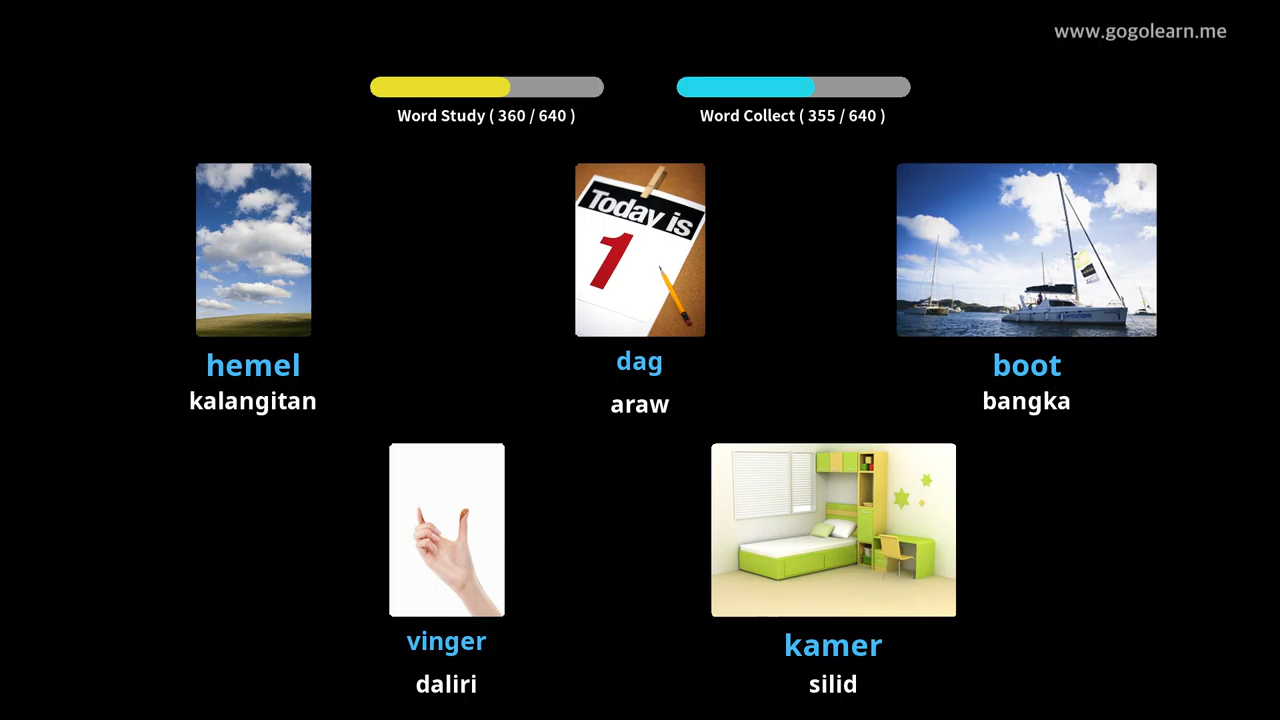 www.gogolearn.me
Word Study ( 360 / 640 )
Word Collect ( 355 / 640 )
Today is
1
hemel
kalangitan
dag
araw
boot
bangka
vinger
daliri
kamer
silid